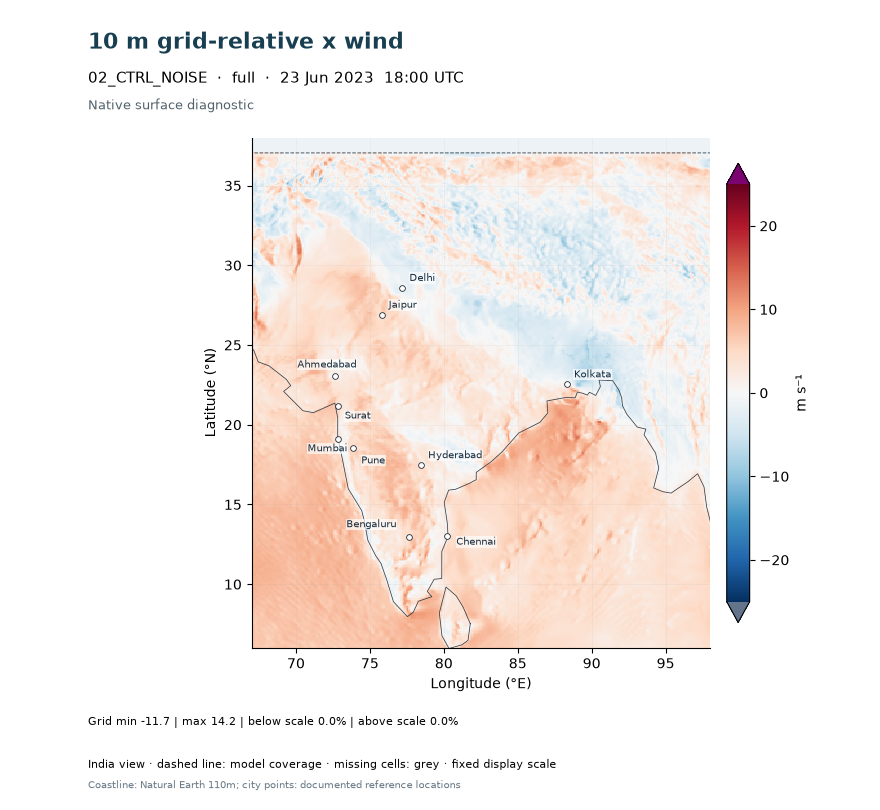 10 m grid-relative x wind
02_CTRL_NOISE · full · 23 Jun 2023 18:00 UTC
Native surface diagnostic
35
30
25
20
15
10
Latitude (°N)
Delhi
Jaipur
Ahmedabad
Kolkata
Surat
Mumbai
Pune
Hyderabad
Bengaluru
Chennai
70
75
80
85
90
95
Longitude (°E)
20
10
0
−10
−20
m s⁻¹
Grid min -11.7 | max 14.2 | below scale 0.0% | above scale 0.0%
India view · dashed line: model coverage · missing cells: grey · fixed display scale
Coastline: Natural Earth 110m; city points: documented reference locations